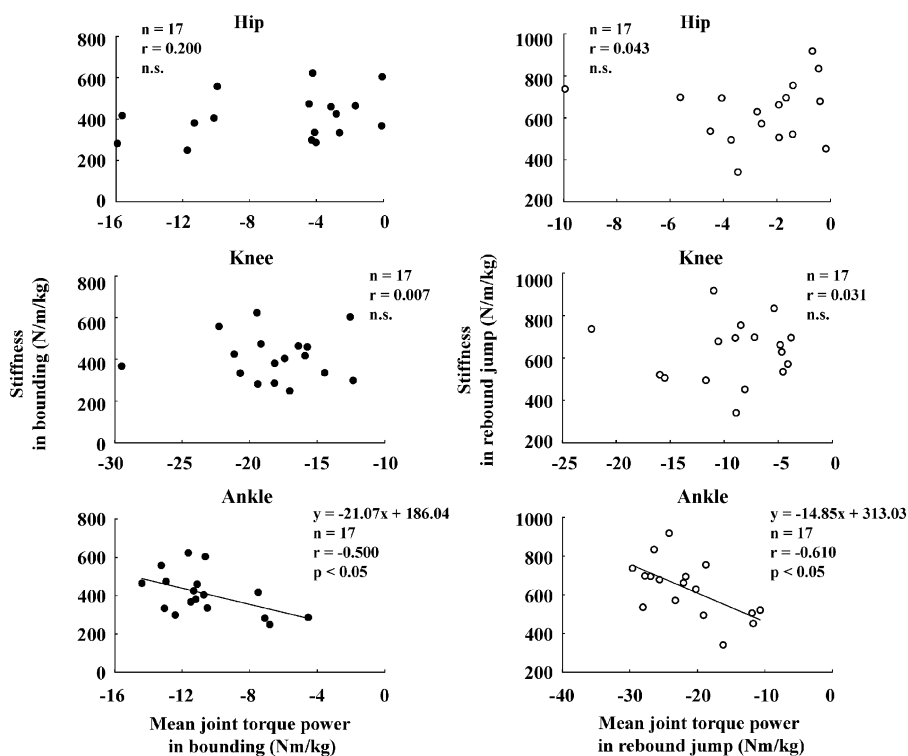 Hip
n = 17
r = 0.200
n.s.
800
600
400
200
0
-16
-12
-8
-4
0
Hip
n = 17
r = 0.043
n.s.
1000
800
600
400
200
-10
-8
-6
-4
-2
0
Knee
n = 17
r = 0.007
n.s.
800
600
400
200
0
-30
-25
-20
-15
-10
Stiffness
in bounding (N/m/kg)
Knee
n = 17
r = 0.031
n.s.
1000
800
600
400
200
-25
-20
-15
-10
-5
0
Stiffness
in rebound jump (N/m/kg)
Ankle
y = -21.07x + 186.04
n = 17
r = -0.500
p < 0.05
800
600
400
200
0
-16
-12
-8
-4
0
Mean joint torque power
in bounding (Nm/kg)
Ankle
y = -14.85x + 313.03
n = 17
r = -0.610
p < 0.05
1000
800
600
400
200
-40
-30
-20
-10
0
Mean joint torque power
in rebound jump (Nm/kg)